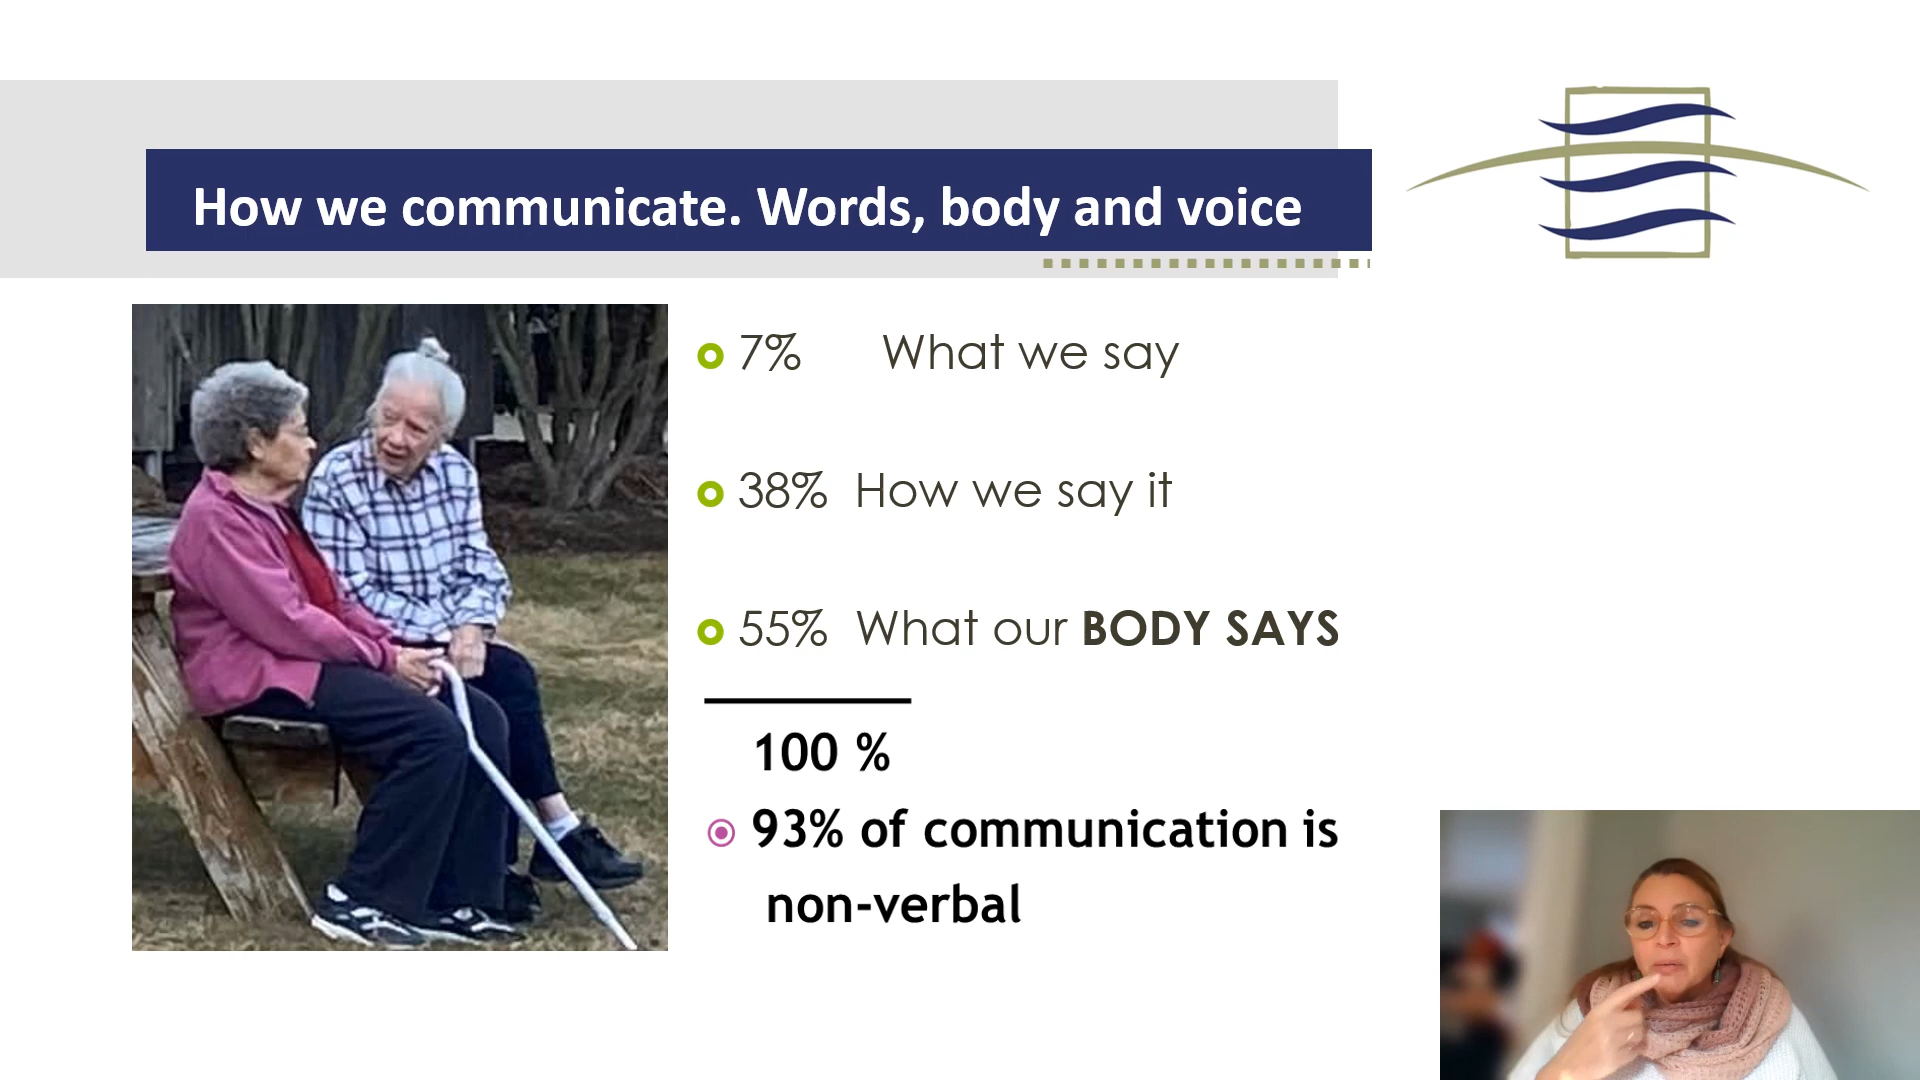 How we communicate. Words, body and voice
7% What we say
38% How we say it
55% What our BODY SAYS
100 %
93% of communication is
non-verbal